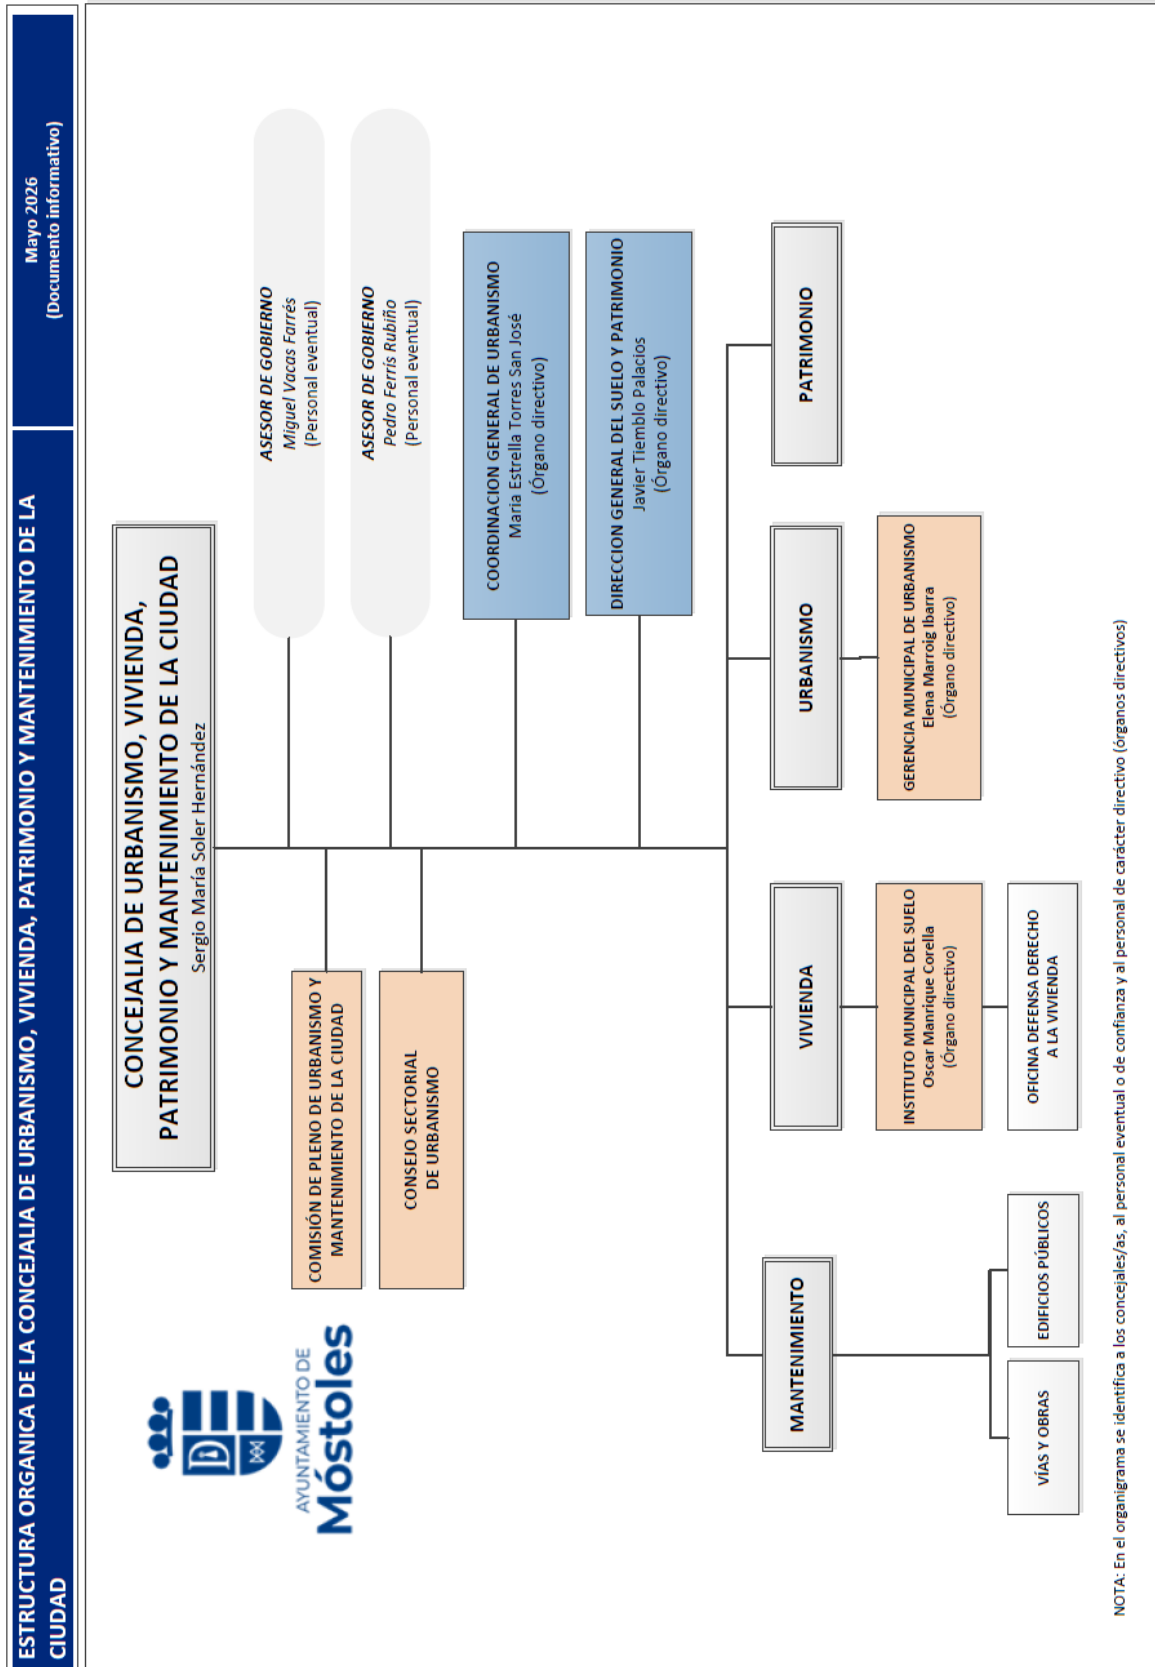 ESTRUCTURA ORGANICA DE LA CONCEJALIA DE URBANISMO, VIVIENDA, PATRIMONIO Y MANTENIMIENTO DE LA
CIUDAD
Mayo 2026
(Documento informativo)
AYUNTAMIENTO DE
Móstoles
CONCEJALIA DE URBANISMO, VIVIENDA,
PATRIMONIO Y MANTENIMIENTO DE LA CIUDAD
Sergio María Soler Hernández
ASESOR DE GOBIERNO
Miguel Vacas Farrés
(Personal eventual)
COMISIÓN DE PLENO DE URBANISMO Y
MANTENIMIENTO DE LA CIUDAD
ASESOR DE GOBIERNO
Pedro Ferris Rubiño
(Personal eventual)
CONSEJO SECTORIAL
DE URBANISMO
COORDINACION GENERAL DE URBANISMO
Maria Estrella Torres San José
(Órgano directivo)
DIRECCION GENERAL DEL SUELO Y PATRIMONIO
Javier Tiemblo Palacios
(Órgano directivo)
MANTENIMIENTO
VIVIENDA
URBANISMO
PATRIMONIO
INSTITUTO MUNICIPAL DEL SUELO
Oscar Manrique Corella
(Órgano directivo)
GERENCIA MUNICIPAL DE URBANISMO
Elena Marroig Ibarra
(Órgano directivo)
VÍAS Y OBRAS
EDIFICIOS PÚBLICOS
OFICINA DEFENSA DERECHO
A LA VIVIENDA
NOTA: En el organigrama se identifica a los concejales/as, al personal eventual o de confianza y al personal de carácter directivo (órganos directivos)